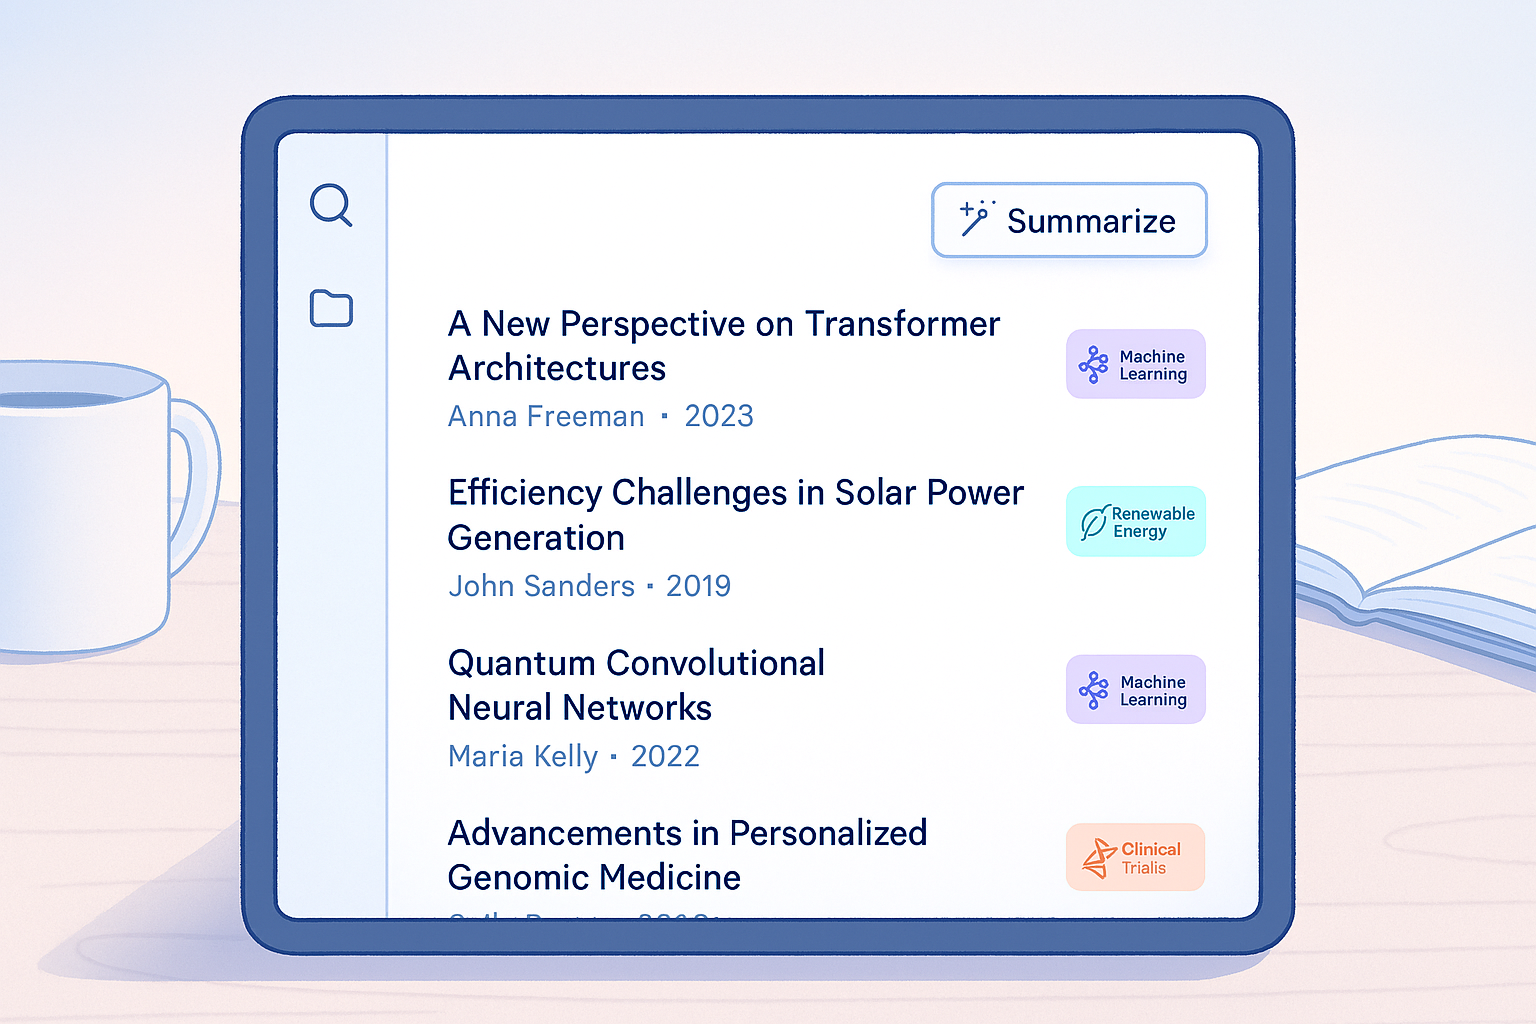 Summarize
A New Perspective on Transformer
Architectures
Anna Freeman · 2023
Machine
Learning
Efficiency Challenges in Solar Power
Generation
John Sanders · 2019
Renewable
Energy
Quantum Convolutional
Neural Networks
Maria Kelly · 2022
Machine
Learning
Advancements in Personalized
Genomic Medicine
Clinical
Trialis